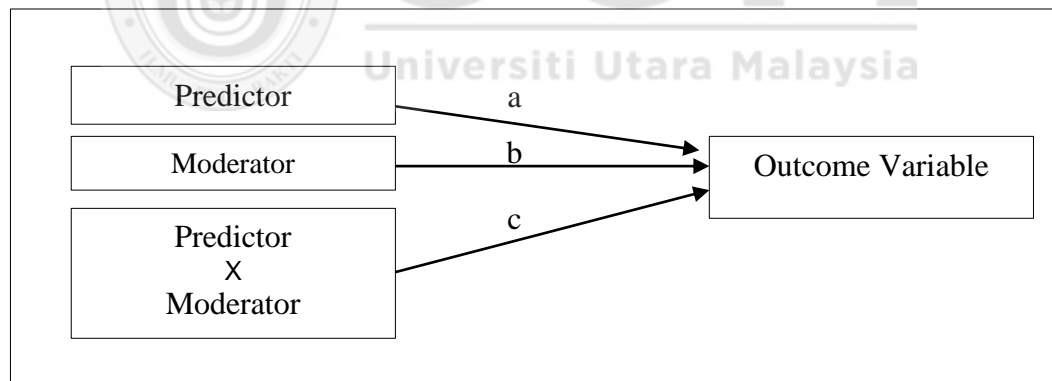 Universiti Utara Malaysia
Predictor
a
Moderator
b
Outcome Variable
Predictor
X
Moderator
c